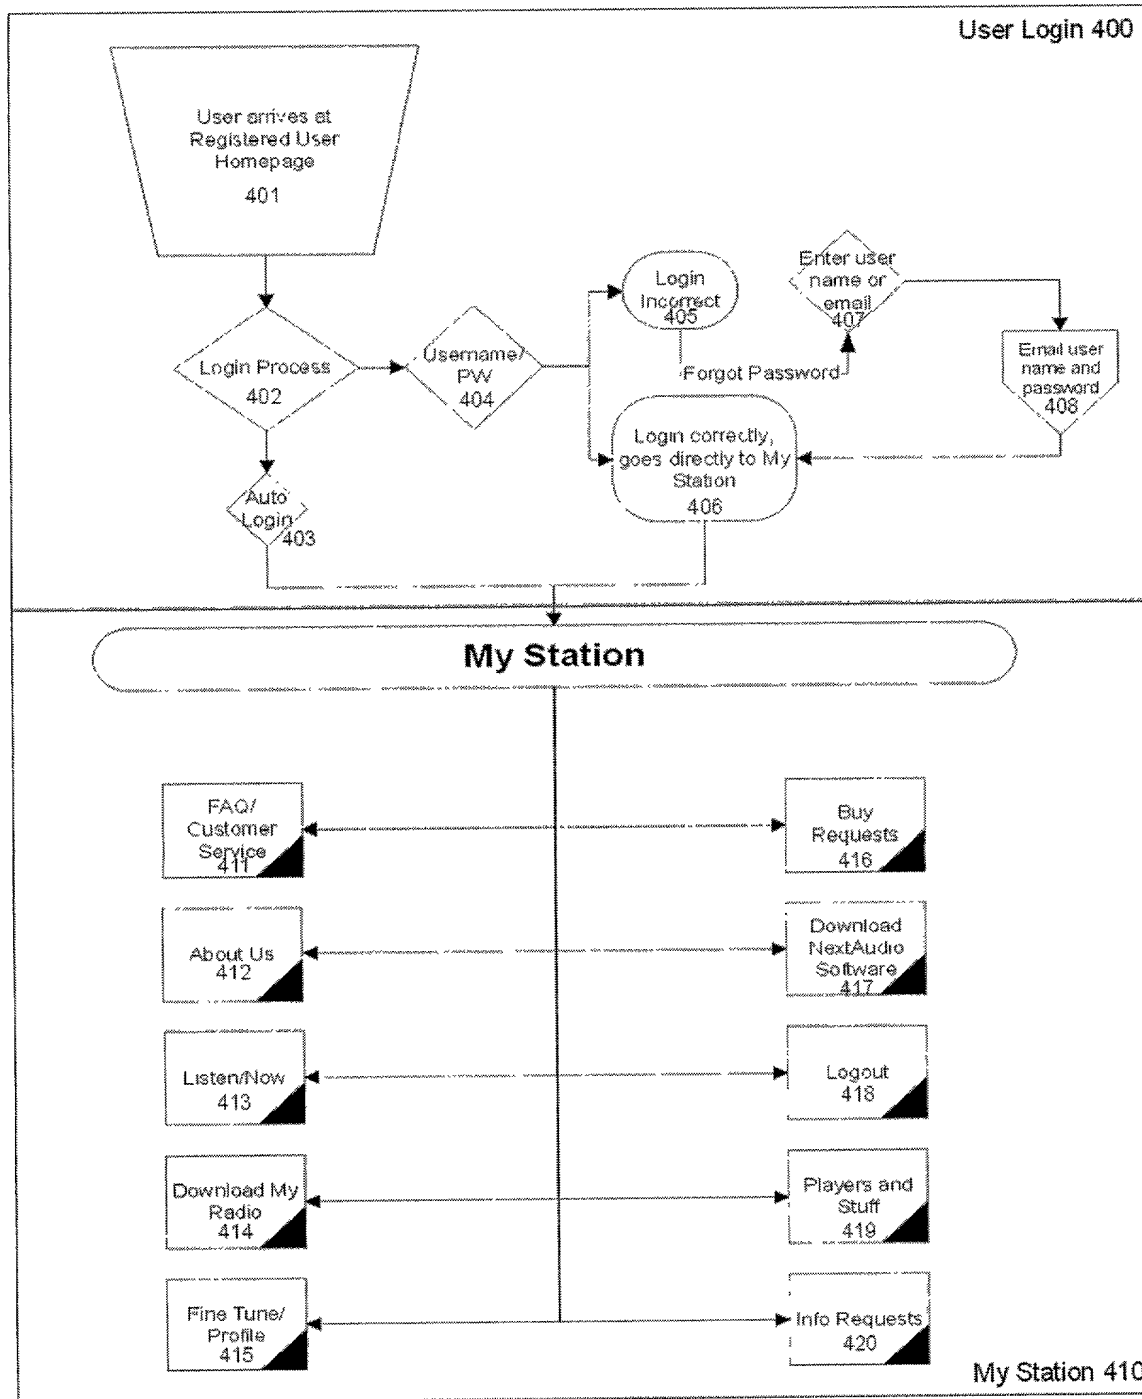 User Login 400
User arrives at
Registered User
Homepage
401
Login Process
402
Username/
PW
404
Login
Incorrect
405
Forgot Password
Enter user
name or
email
407
Email user
name and
password
408
Login correctly,
goes directly to My
Station
406
Auto
Login
403
My Station
FAQ/
Customer
Service
411
Buy
Requests
416
About Us
412
Download
NextAudio
Software
417
Listen/Now
413
Logout
418
Download My
Radio
414
Players and
Stuff
419
Fine Tune/
Profile
415
Info Requests
420
My Station 410